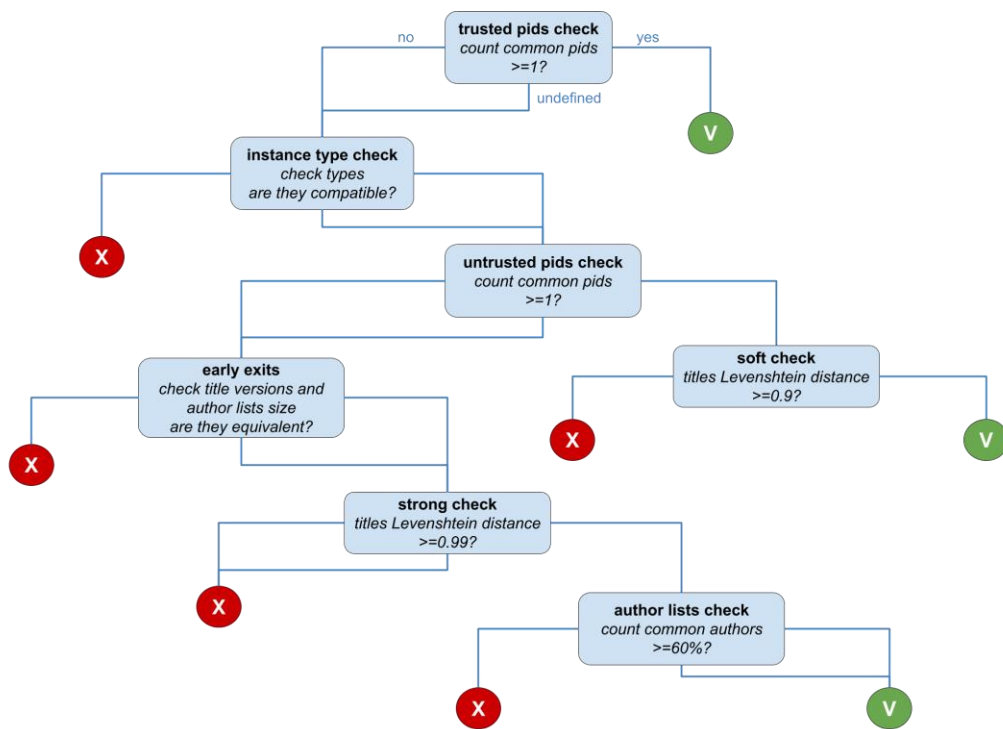 trusted pids check
count common pids
>=1?
no
yes
undefined
V
instance type check
check types
are they compatible?
X
untrusted pids check
count common pids
>=1?
early exits
check title versions and
author lists size
are they equivalent?
X
soft check
titles Levenshtein distance
>=0.9?
X
V
strong check
titles Levenshtein distance
>=0.99?
X
author lists check
count common authors
>=60%?
X
V